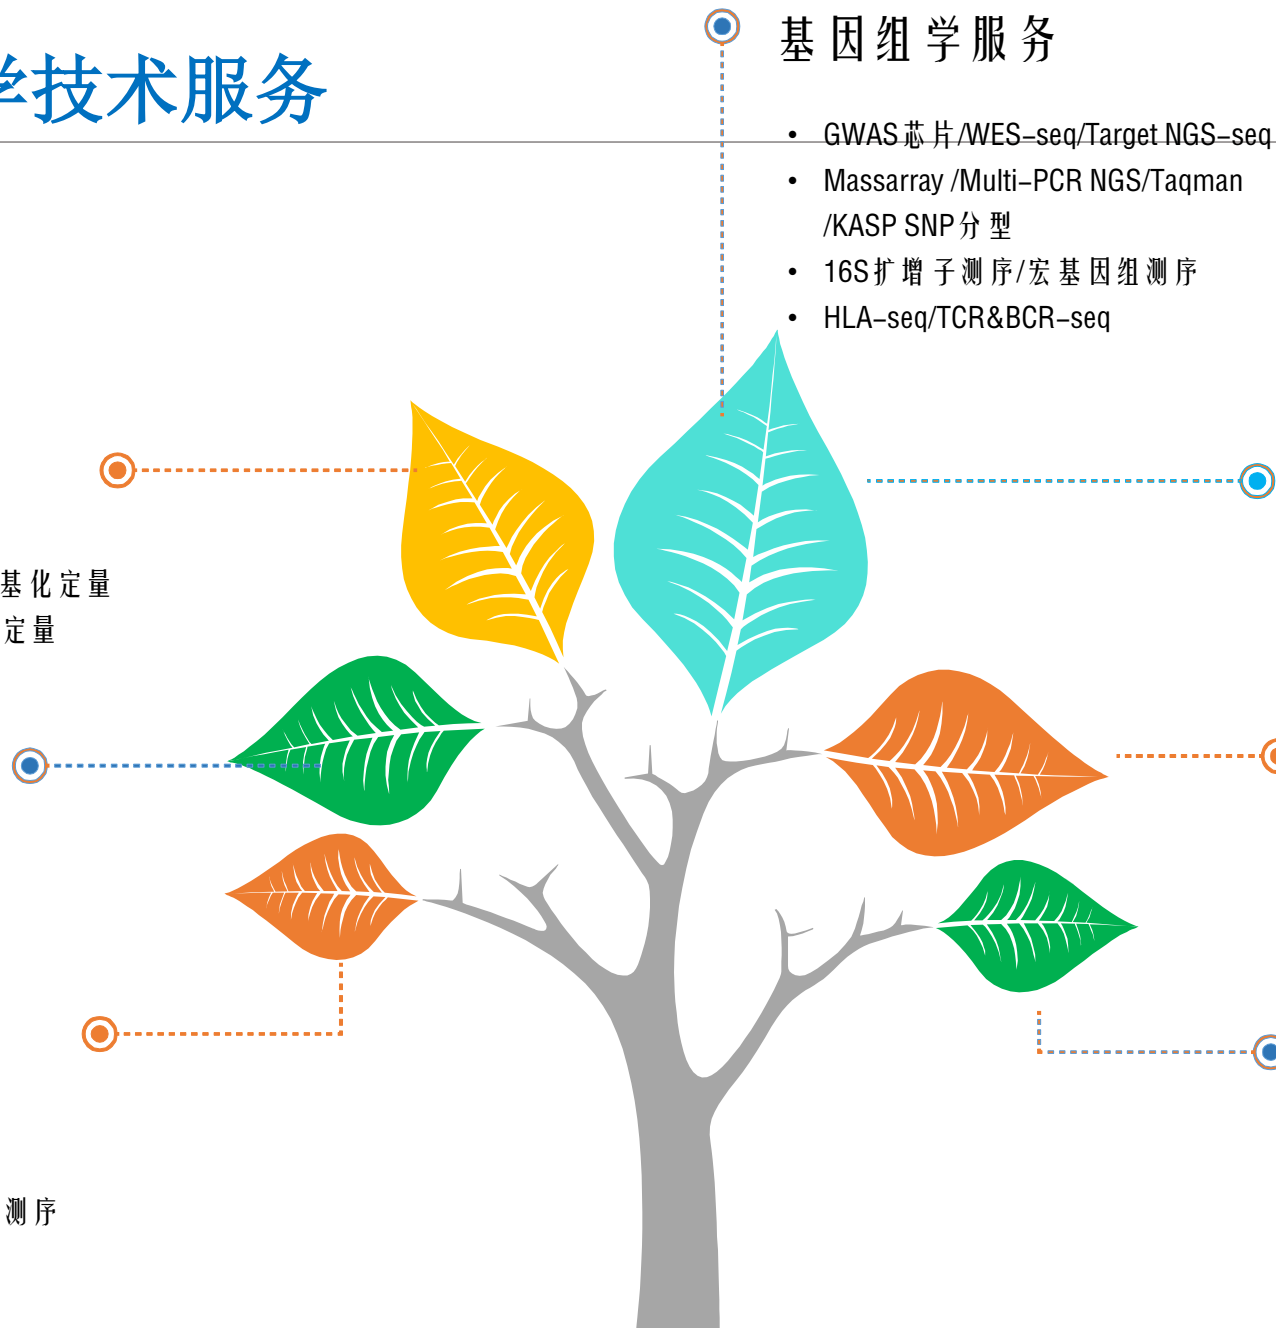 学技术服务
基因组学服务
• GWAS芯片/WES-seq/Target NGS-seq
• Massarray /Multi-PCR NGS/Taqman
/KASP SNP分型
• 16S扩增子测序/宏基因组测序
• HLA-seq/TCR&BCR-seq
基化定量
定量
测序